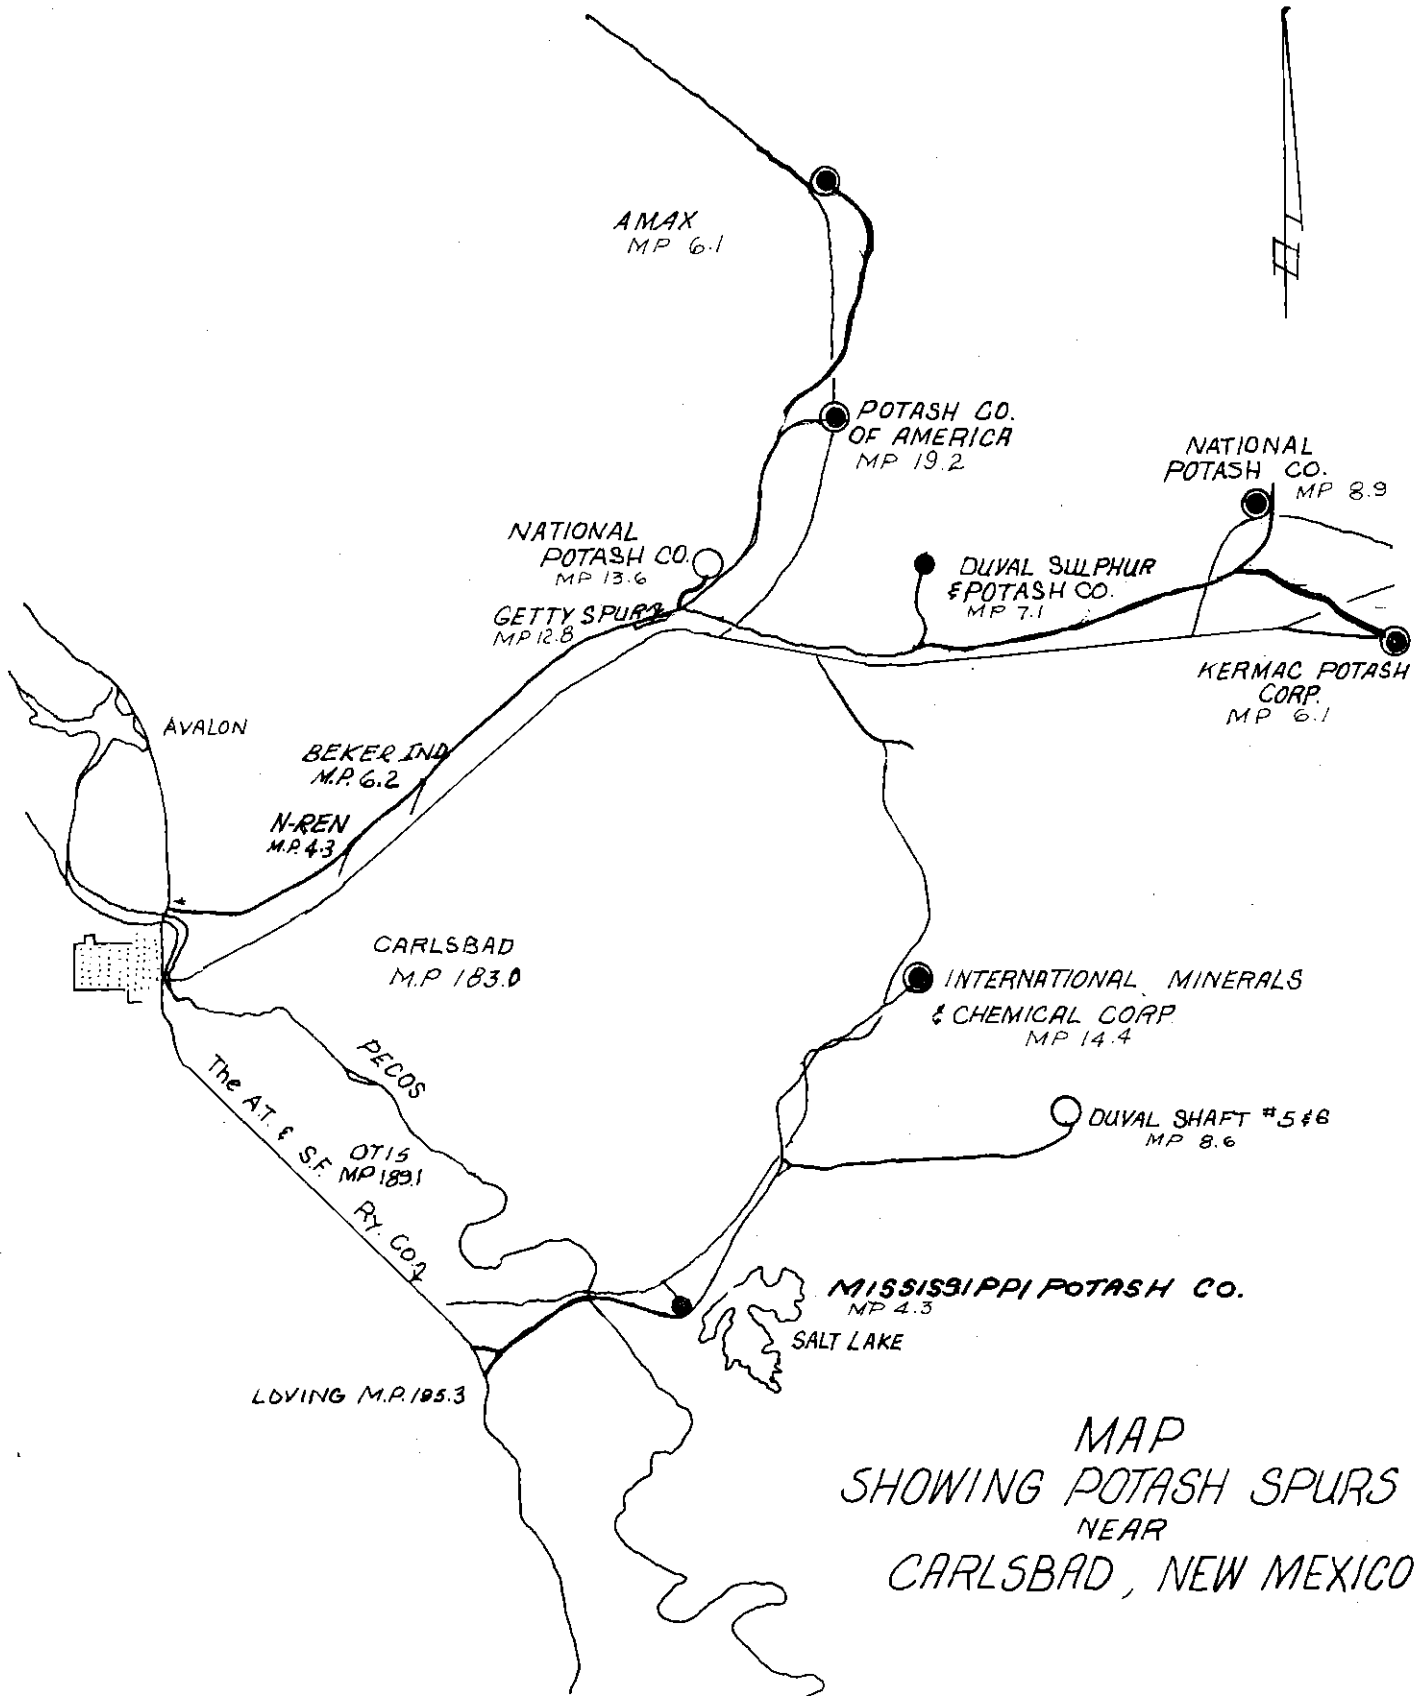 AMAX
MP 6.1
POTASH CO.
OF AMERICA
MP 19.2
NATIONAL
POTASH CO.
MP 8.9
NATIONAL
POTASH CO.
MP 13.6
DUVAL SULPHUR
& POTASH CO.
MP 7.1
GETTY SPUR
MP 12.8
KERMAC POTASH
CORP.
MP 6.1
AVALON
BEKER IND
M.P. 6.2
N-REN
M.P. 4.3
CARLSBAD
M.P 183.0
INTERNATIONAL MINERALS
& CHEMICAL CORP.
MP 14.4
PECOS
The A.T. & S.F. Ry. Co.
OTIS
MP 189.1
DUVAL SHAFT #5 & 6
MP 8.6
MISSISSIPPI POTASH CO.
MP 4.3
SALT LAKE
LOVING M.P. 195.3
MAP
SHOWING POTASH SPURS
NEAR
CARLSBAD, NEW MEXICO